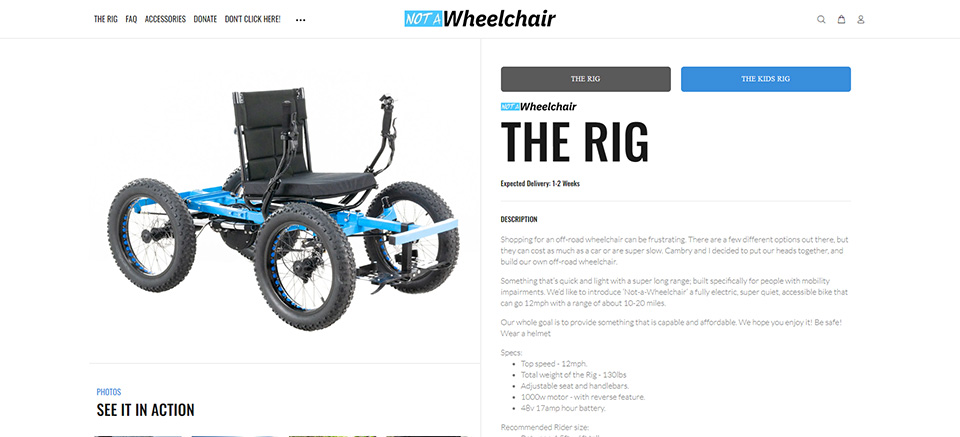 THE RIG FAQ ACCESSORIES DONATE DON'T CLICK HERE! •••
NOT A Wheelchair
THE RIG THE KIDS RIG
NOT A Wheelchair
THE RIG
Expected Delivery: 1-2 Weeks
DESCRIPTION
Shopping for an off-road wheelchair can be frustrating. There are a few different options out there, but
they can cost as much as a car or are super slow. Cambry and I decided to put our heads together, and
build our own off-road wheelchair.
Something that's quick and light with a super long range; built specifically for people with mobility
impairments. We'd like to introduce 'Not-a-Wheelchair' a fully electric, super quiet, accessible bike that
can go 12mph with a range of about 10-20 miles.
Our whole goal is to provide something that is capable and affordable. We hope you enjoy it! Be safe!
Wear a helmet
Specs:
• Top speed - 12mph.
• Total weight of the Rig - 130lbs
• Adjustable seat and handlebars.
• 1000w motor - with reverse feature.
• 48v 17amp hour battery.
Recommended Rider size:
PHOTOS
SEE IT IN ACTION